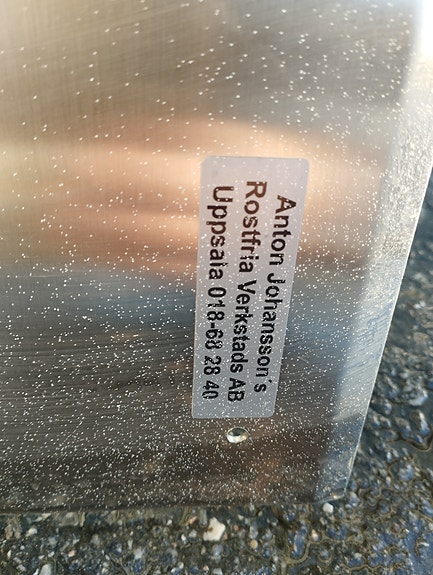 Anton Johansson´s
Rostfria Verkstads AB
Uppsala 018-68 28 40